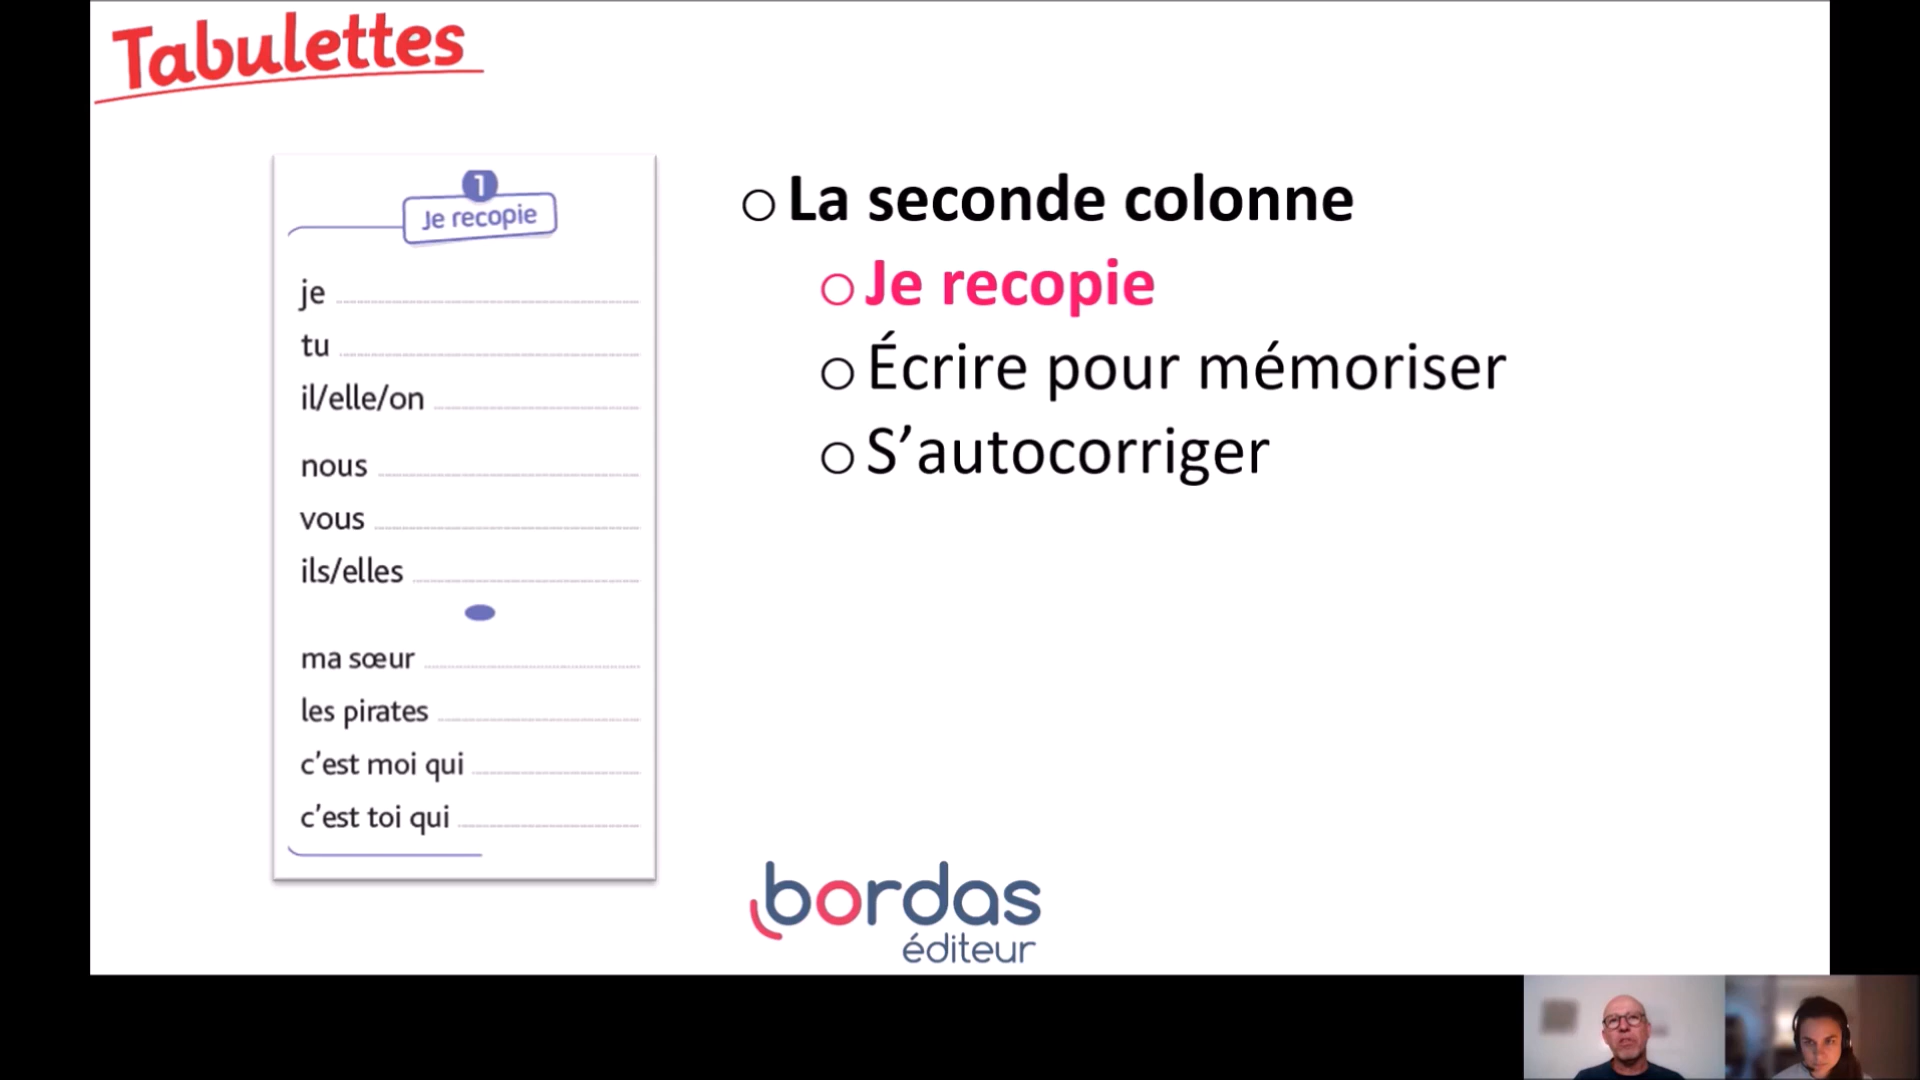 Tabulettes
1
Je recopie
je
tu
il/elle/on
nous
vous
ils/elles
ma sœur
les pirates
c'est moi qui
c'est toi qui
La seconde colonne
Je recopie
Écrire pour mémoriser
S'autocorriger
bordas
éditeur